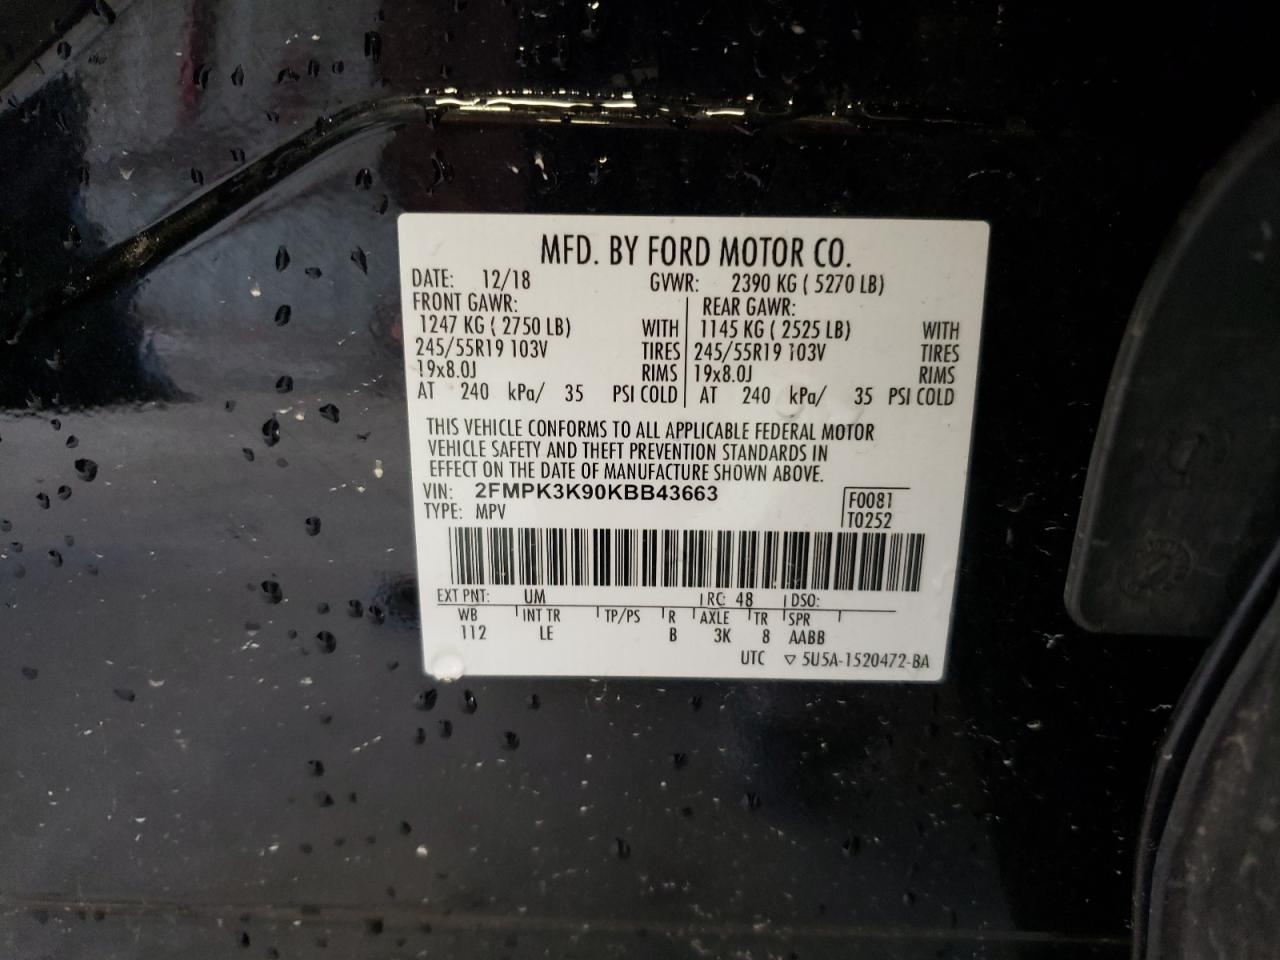 MFD. BY FORD MOTOR CO.
DATE: 12/18 GVWR: 2390 KG ( 5270 LB)
FRONT GAWR: REAR GAWR:
1247 KG ( 2750 LB) WITH 1145 KG ( 2525 LB) WITH
245/55R19 103V TIRES 245/55R19 103V TIRES
19x8.0J RIMS 19x8.0J RIMS
AT 240 kPa/ 35 PSI COLD AT 240 kPa/ 35 PSI COLD
THIS VEHICLE CONFORMS TO ALL APPLICABLE FEDERAL MOTOR
VEHICLE SAFETY AND THEFT PREVENTION STANDARDS IN
EFFECT ON THE DATE OF MANUFACTURE SHOWN ABOVE.
VIN: 2FMPK3K90KBB43663 F0081
TYPE: MPV T0252
EXT PNT: UM RC: 48 DSO:
WB INT TR TP/PS R AXLE TR SPR
112 LE B 3K 8 AABB
UTC ▽ 5U5A-1520472-BA